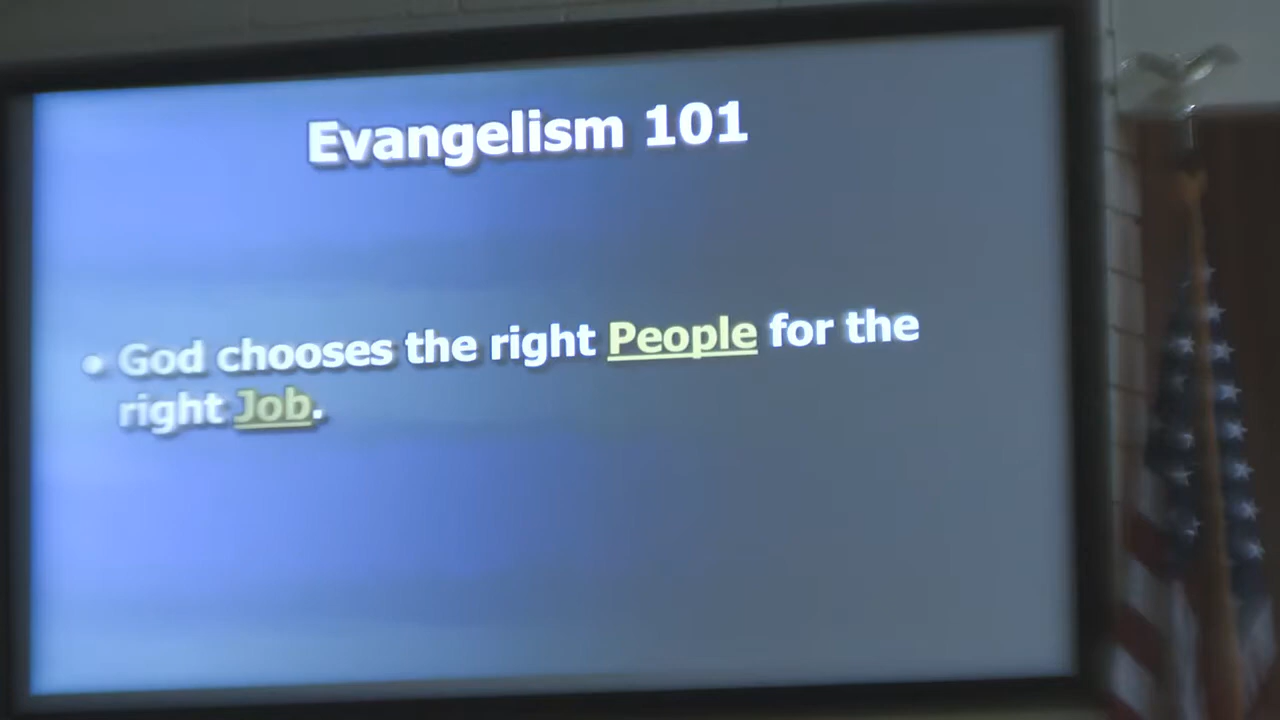 Evangelism 101
• God chooses the right People for the
right Job.